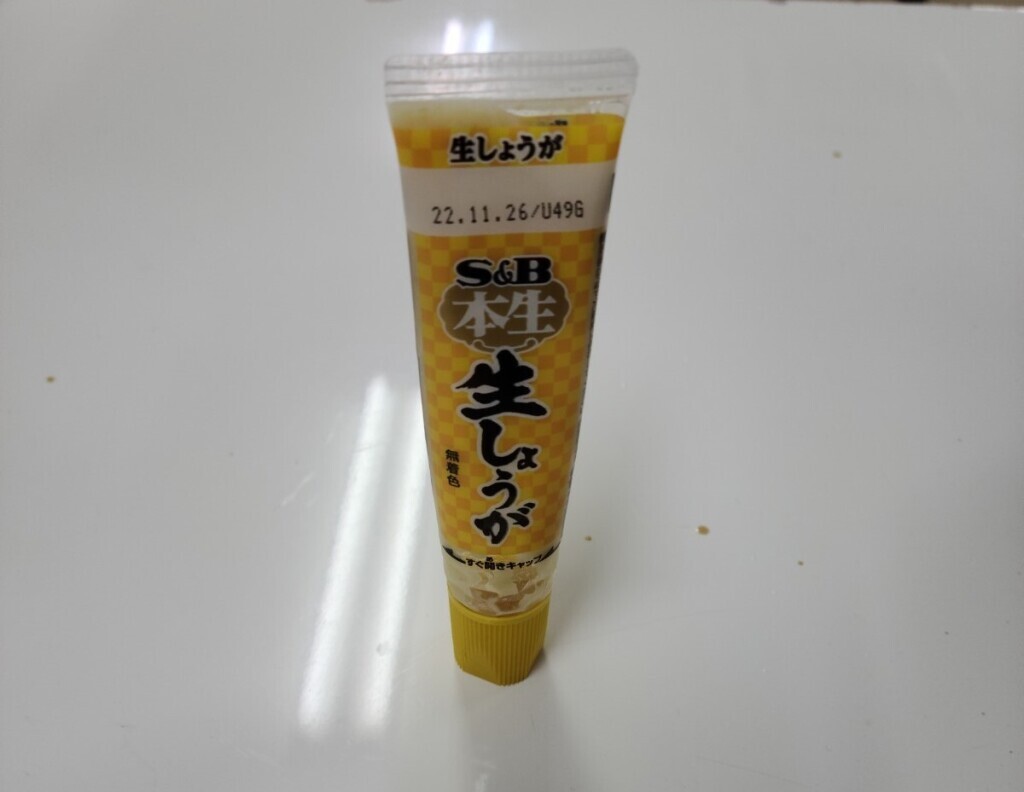 生しょうが
22.11.26/U49G
S&B
本生
生しょうが
無着色
すぐ開きキャップ